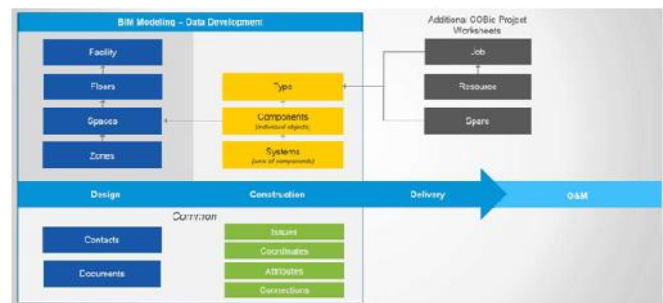 BIM Modeling – Data Development
Additional COBie Project
Worksheets
Facility
Floors
Spaces
Zones
Type
Components
(individual objects)
Systems
(sets of components)
Job
Resource
Spare
Design
Construction
Delivery
O&M
Common
Contacts
Documents
Issues
Coordinates
Attributes
Connections